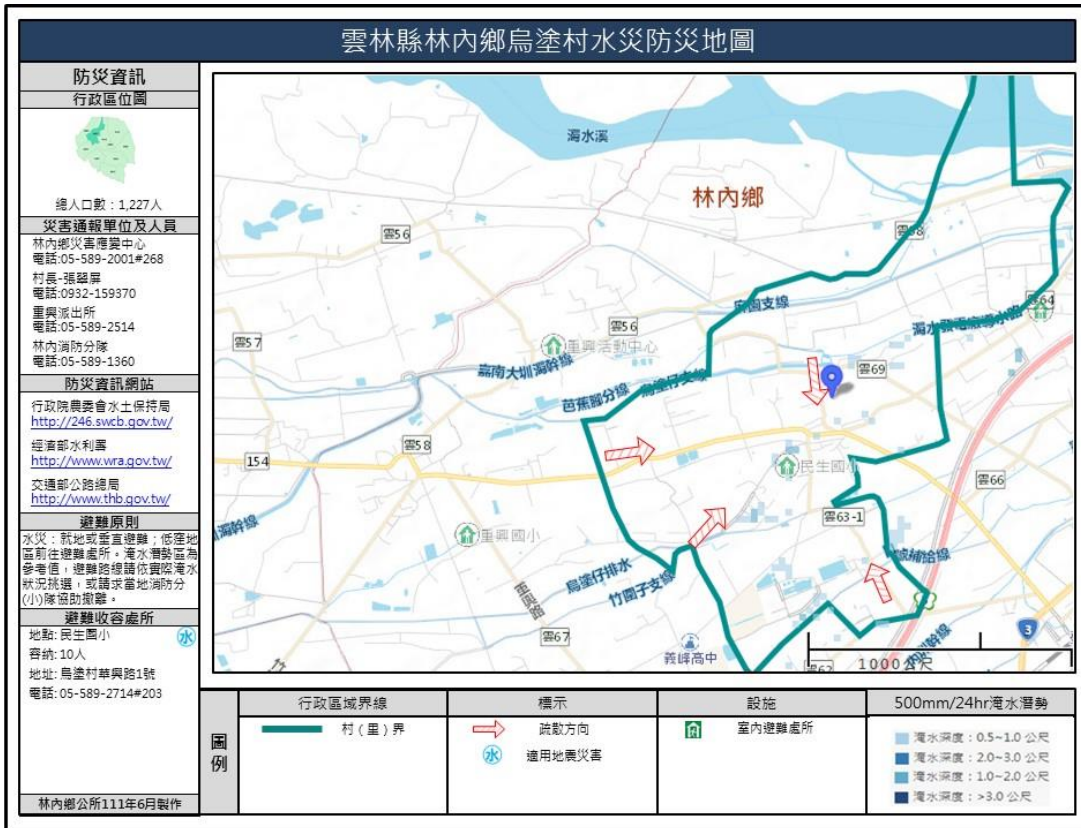 雲林縣林內鄉烏塗村水災防災地圖
防災資訊
行政區位圖
總人口數：1,227人
災害通報單位及人員
林內鄉災害應變中心
電話:05-589-2001#268
村長-張翠屏
電話:0932-159370
重興派出所
電話:05-589-2514
林內消防分隊
電話:05-589-1360
防災資訊網站
行政院農委會水土保持局
http://246.swcb.gov.tw/
經濟部水利署
http://www.wra.gov.tw/
交通部公路總局
http://www.thb.gov.tw/
避難原則
水災：就地或垂直避難；低窪地
區前往避難處所。淹水潛勢區為
參考值，避難路線請依實際淹水
狀況挑選，或請求當地消防分
(小)隊協助撤離。
避難收容處所
地點: 民生國小
水
容納: 10人
地址: 烏塗村草興路1號
電話:05-589-2714#203
林內鄉公所111年6月製作
濁水溪
林內鄉
雲56
雲58
雲64
濁水發電廠導水路
雲56
重興活動中心
雲57
嘉南大圳濁幹線
芭蕉腳分線
烏塗仔支線
雲69
雲58
154
民生國小
雲66
雲63-1
重興國小
烏塗仔排水
竹圍子支線
雲67
義峰高中
3
雲62
1000公尺
圖例
行政區域界線
標示
設施
500mm/24hr淹水潛勢
村（里）界
疏散方向
水
適用地震災害
室內避難處所
淹水深度：0.5~1.0 公尺
淹水深度：2.0~3.0 公尺
淹水深度：1.0~2.0 公尺
淹水深度：>3.0 公尺